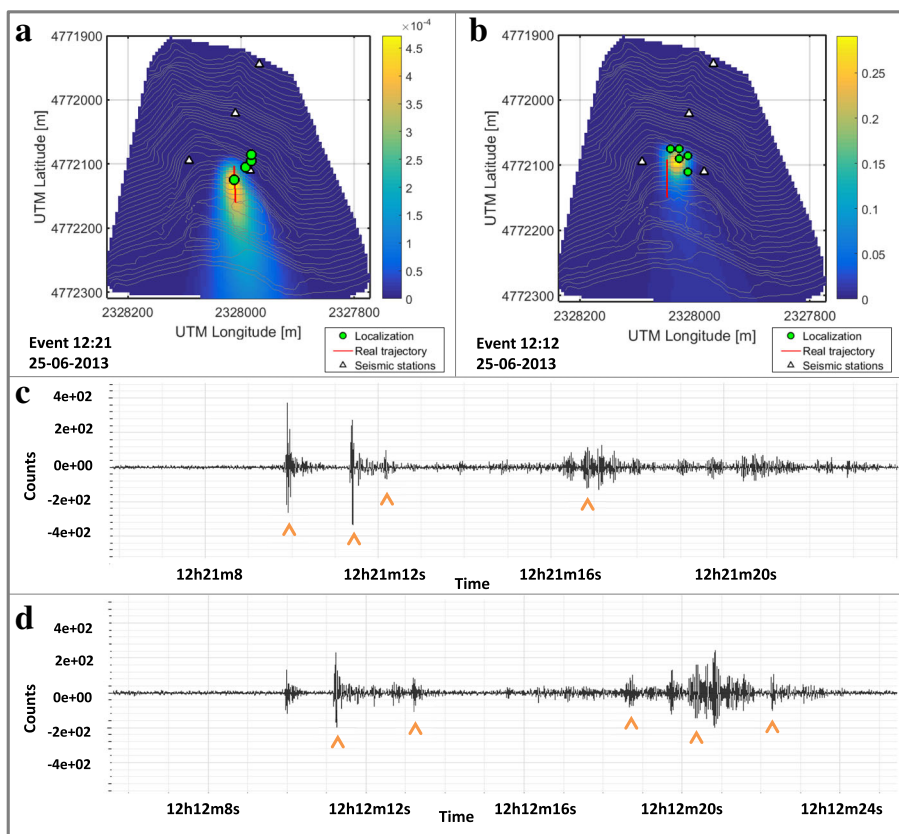 a
×10⁻⁴
4771900
4772000
4772100
4772200
4772300
UTM Latitude [m]
4.5
4
3.5
3
2.5
2
1.5
1
0.5
0
2328200
2328000
2327800
UTM Longitude [m]
Event 12:21
25-06-2013
Localization
Real trajectory
Seismic stations
b
4771900
4772000
4772100
4772200
4772300
UTM Latitude [m]
0.25
0.2
0.15
0.1
0.05
0
2328200
2328000
2327800
UTM Longitude [m]
Event 12:12
25-06-2013
Localization
Real trajectory
Seismic stations
c
4e+02
2e+02
0e+00
-2e+02
-4e+02
Counts
12h21m8
12h21m12s
12h21m16s
12h21m20s
Time
d
4e+02
2e+02
0e+00
-2e+02
-4e+02
Counts
12h12m8s
12h12m12s
12h12m16s
12h12m20s
12h12m24s
Time